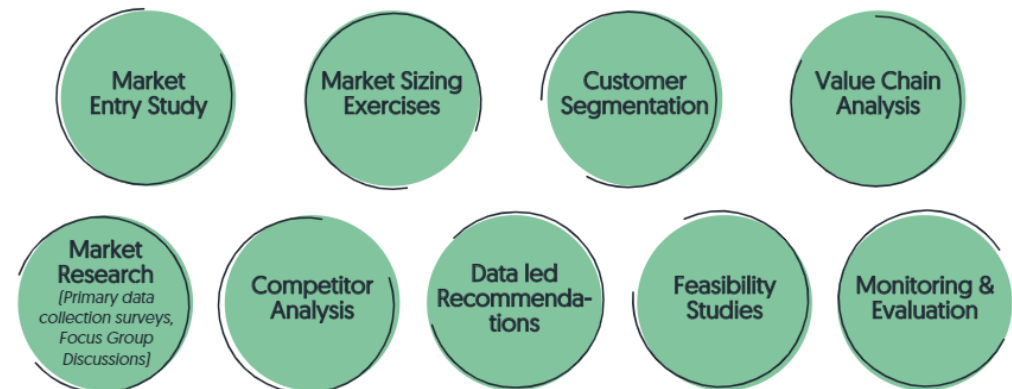 Market
Entry Study
Market Sizing
Exercises
Customer
Segmentation
Value Chain
Analysis
Market
Research
(Primary data
collection surveys,
Focus Group
Discussions)
Competitor
Analysis
Data led
Recommenda-
tions
Feasibility
Studies
Monitoring &
Evaluation